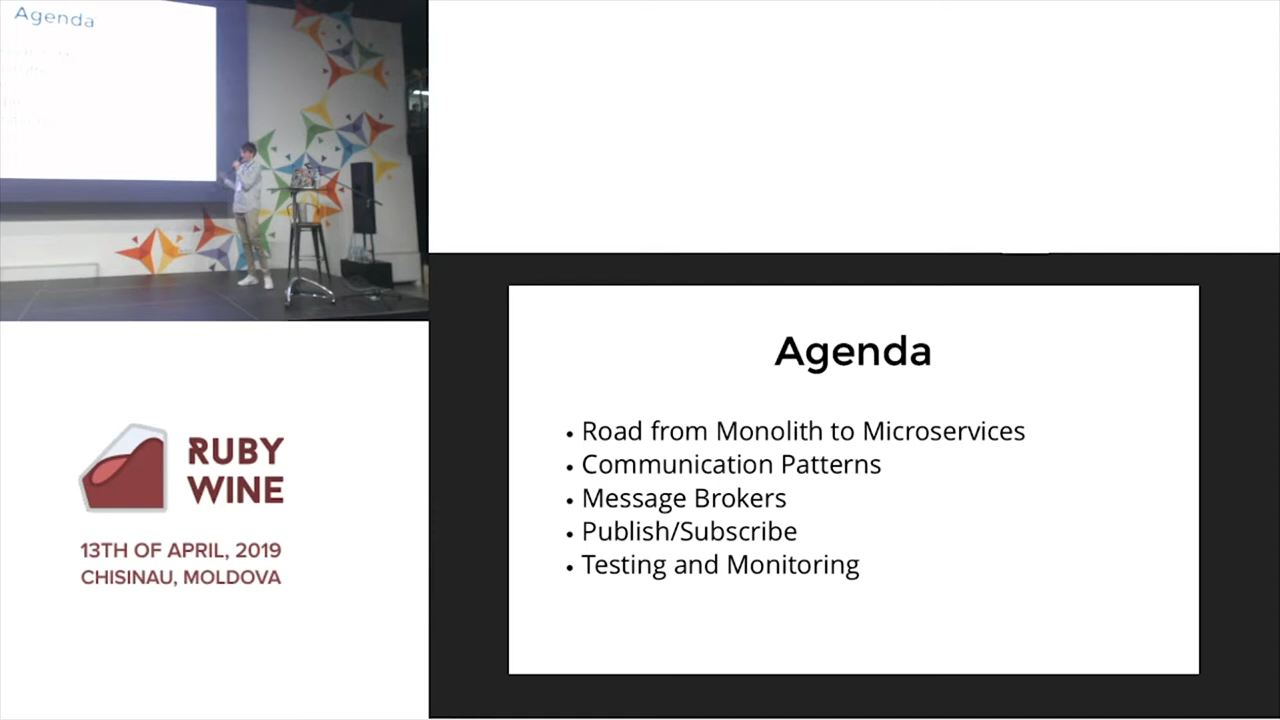 Agenda
RUBY
WINE
13TH OF APRIL, 2019
CHISINAU, MOLDOVA
Agenda
• Road from Monolith to Microservices
• Communication Patterns
• Message Brokers
• Publish/Subscribe
• Testing and Monitoring